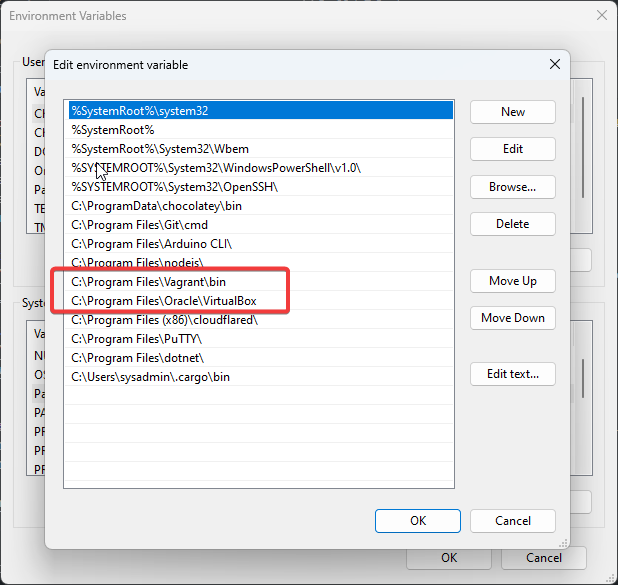 Environment Variables
User
Edit environment variable
Va
CH
CH
DC
On
Pa
TE
TM
%SystemRoot%\system32
%SystemRoot%
%SystemRoot%\System32\Wbem
%SYSTEMROOT%\System32\WindowsPowerShell\v1.0\
%SYSTEMROOT%\System32\OpenSSH\
C:\ProgramData\chocolatey\bin
C:\Program Files\Git\cmd
C:\Program Files\Arduino CLI\
C:\Program Files\nodejs\
C:\Program Files\Vagrant\bin
C:\Program Files\Oracle\VirtualBox
C:\Program Files (x86)\cloudflared\
C:\Program Files\PuTTY\
C:\Program Files\dotnet\
C:\Users\sysadmin\.cargo\bin
New
Edit
Browse...
Delete
Move Up
Move Down
Edit text...
Syste
Va
NU
OS
Pa
PA
PR
PR
PR
OK
Cancel
OK
Cancel